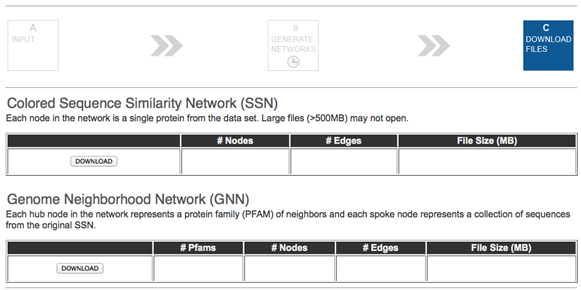 A
INPUT
B
GENERATE
NETWORKS
C
DOWNLOAD
FILES
Colored Sequence Similarity Network (SSN)
Each node in the network is a single protein from the data set. Large files (>500MB) may not open.
# Nodes # Edges File Size (MB)
DOWNLOAD
Genome Neighborhood Network (GNN)
Each hub node in the network represents a protein family (PFAM) of neighbors and each spoke node represents a collection of sequences
from the original SSN.
# Pfams # Nodes # Edges File Size (MB)
DOWNLOAD